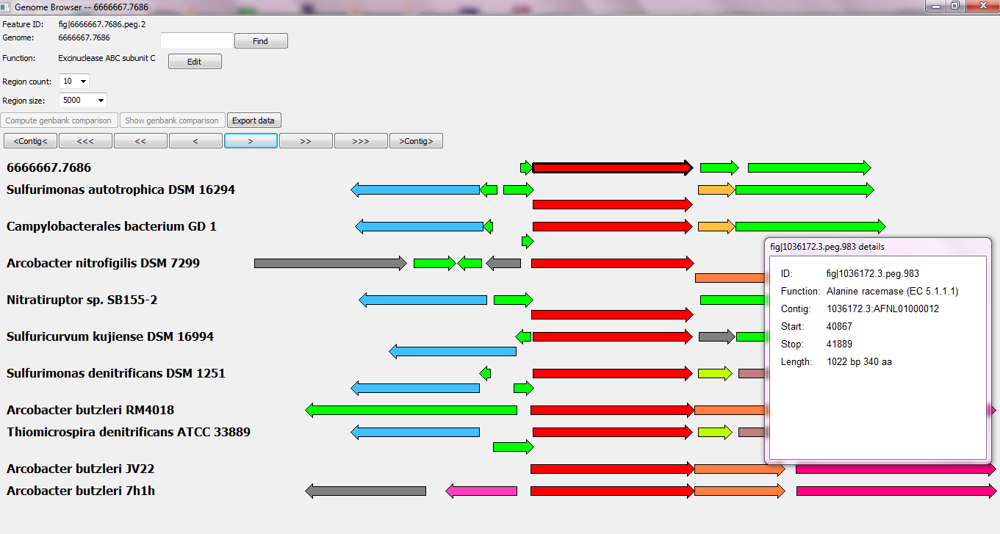 Genome Browser -- 6666667.7686
Feature ID: fig|6666667.7686.peg.2
Genome: 6666667.7686 Find
Function: Excinuclease ABC subunit C Edit
Region count: 10
Region size: 5000
Compute genbank comparison Show genbank comparison Export data
<Contig< <<< << < > >> >>> >Contig>
6666667.7686
Sulfurimonas autotrophica DSM 16294
Campylobacterales bacterium GD 1
fig|1036172.3.peg.983 details
Arcobacter nitrofigilis DSM 7299
ID: fig|1036172.3.peg.983
Function: Alanine racemase (EC 5.1.1.1)
Nitratiruptor sp. SB155-2
Contig: 1036172.3:AFNL01000012
Start: 40867
Sulfuricurvum kujiense DSM 16994
Stop: 41889
Length: 1022 bp 340 aa
Sulfurimonas denitrificans DSM 1251
Arcobacter butzleri RM4018
Thiomicrospira denitrificans ATCC 33889
Arcobacter butzleri JV22
Arcobacter butzleri 7h1h